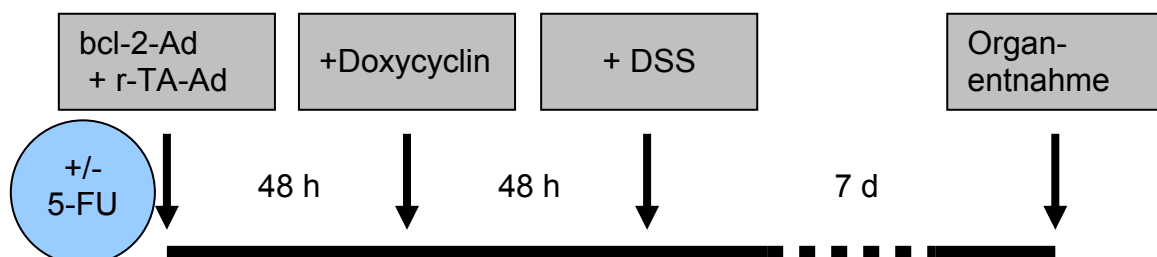 bcl-2-Ad
+ r-TA-Ad
+Doxycyclin
+ DSS
Organ-
entnahme
+/-
5-FU
48 h
48 h
7 d